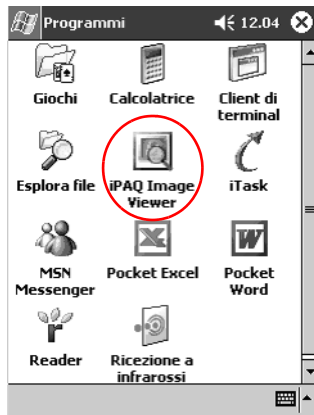 Programmi 12.04
Giochi Calcolatrice Client di
terminal
Esplora file iPAQ Image iTask
Viewer
MSN Pocket Excel Pocket
Messenger Word
Reader Ricezione a
infrarossi